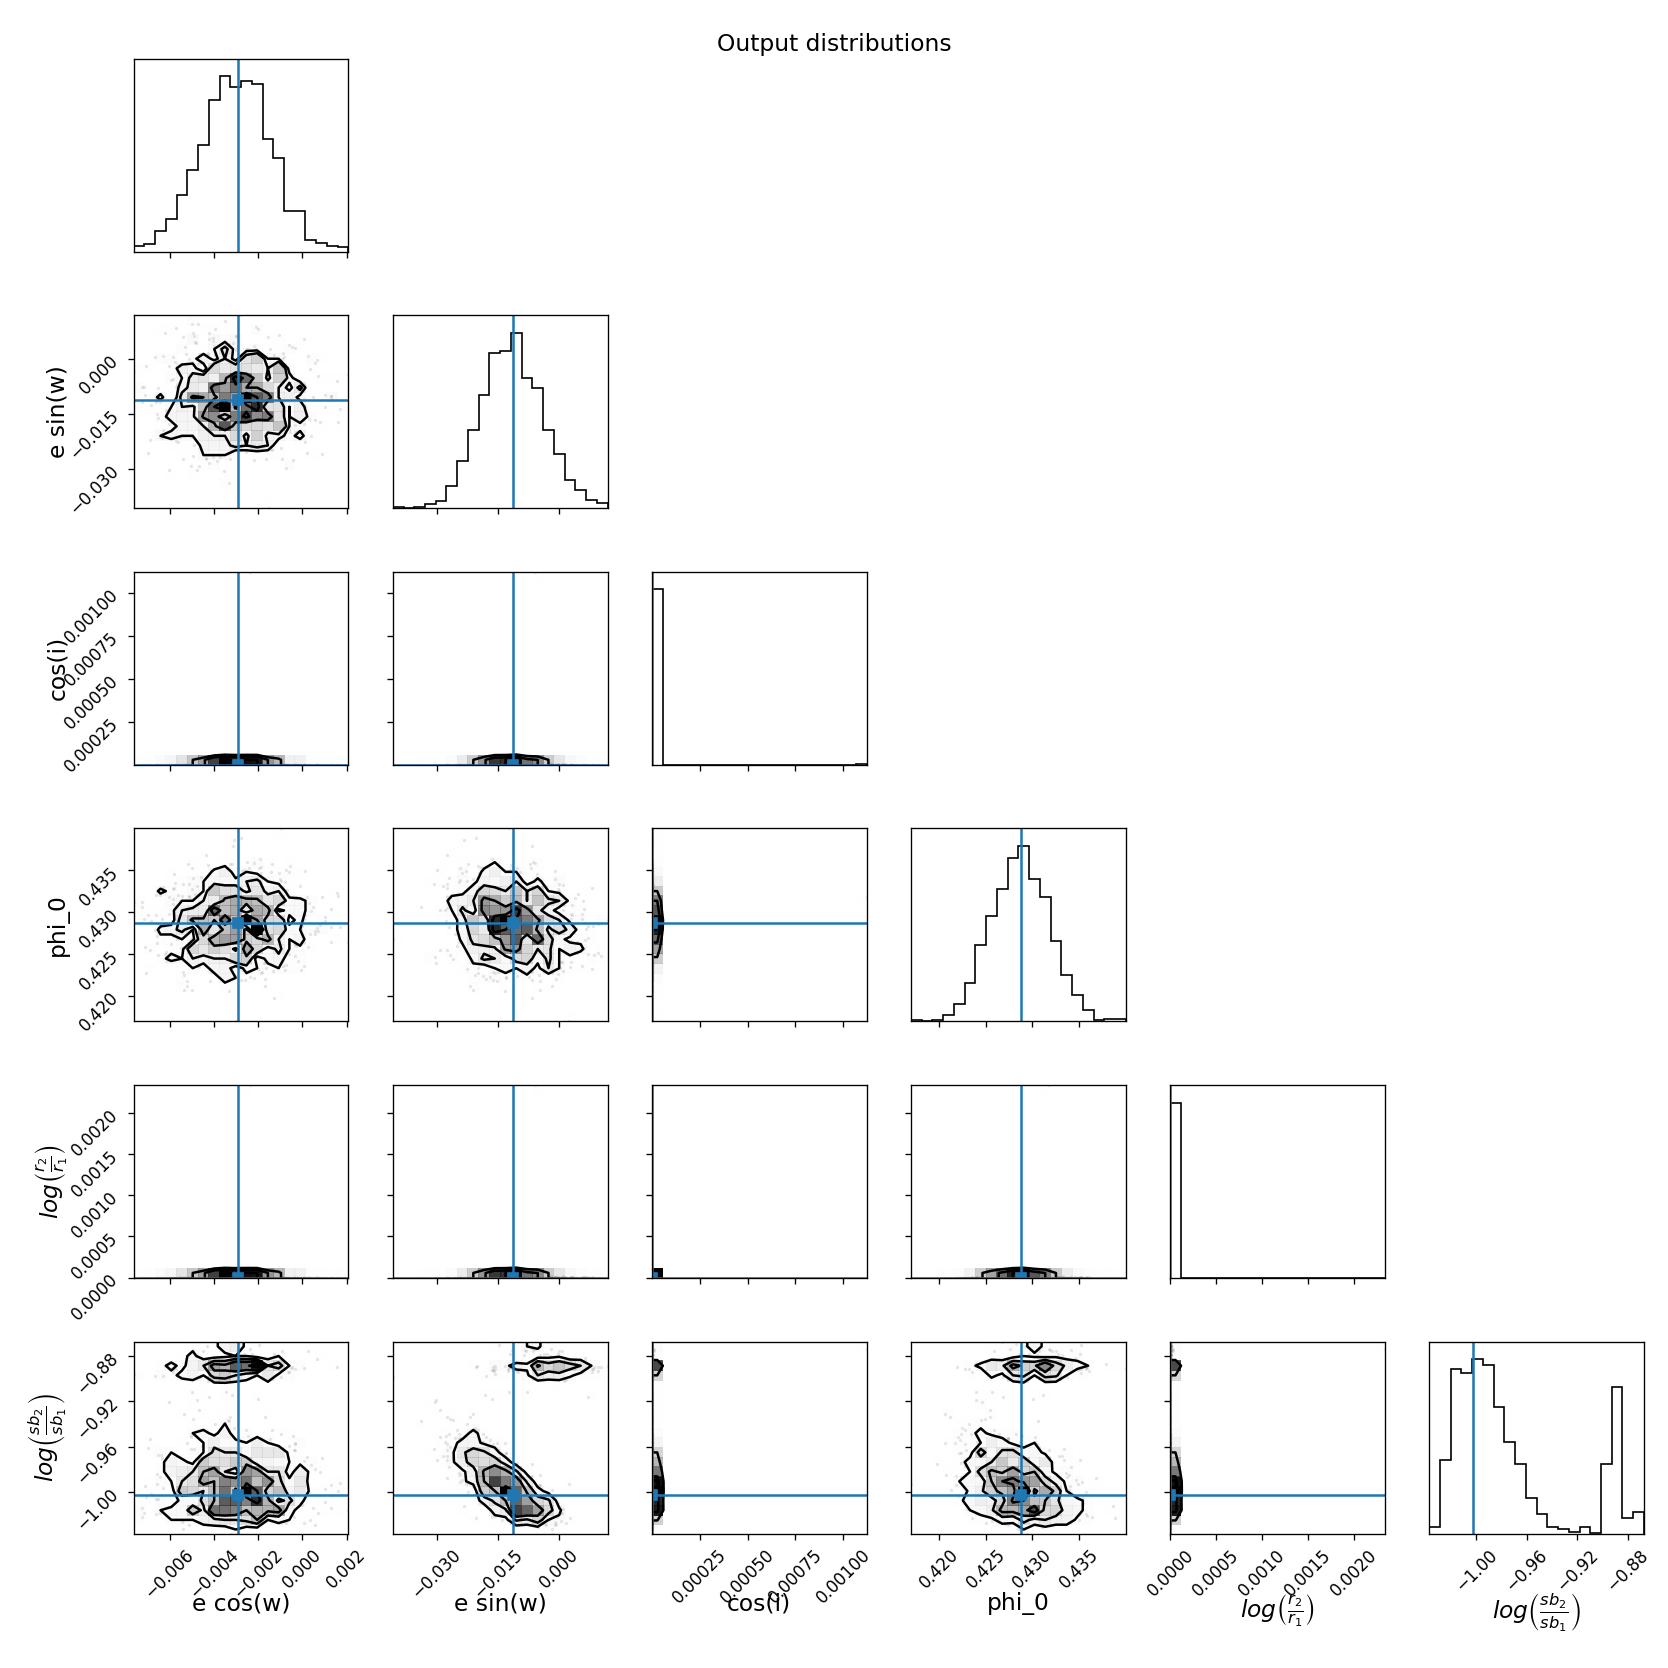 Output distributions
e sin(w)
0.000
−0.015
−0.030
cos(i)
0.00100
0.00075
0.00050
0.00025
phi_0
0.435
0.430
0.425
0.420
log(r₂/r₁)
0.0020
0.0015
0.0010
0.0005
0.0000
log(sb₂/sb₁)
−0.88
−0.92
−0.96
−1.00
−0.006 −0.004 −0.002 0.000 0.002
e cos(w)
−0.030 −0.015 0.000
e sin(w)
0.00025 0.00050 0.00075 0.00100
cos(i)
0.420 0.425 0.430 0.435
phi_0
0.0000 0.0005 0.0010 0.0015 0.0020
log(r₂/r₁)
−1.00 −0.96 −0.92 −0.88
log(sb₂/sb₁)